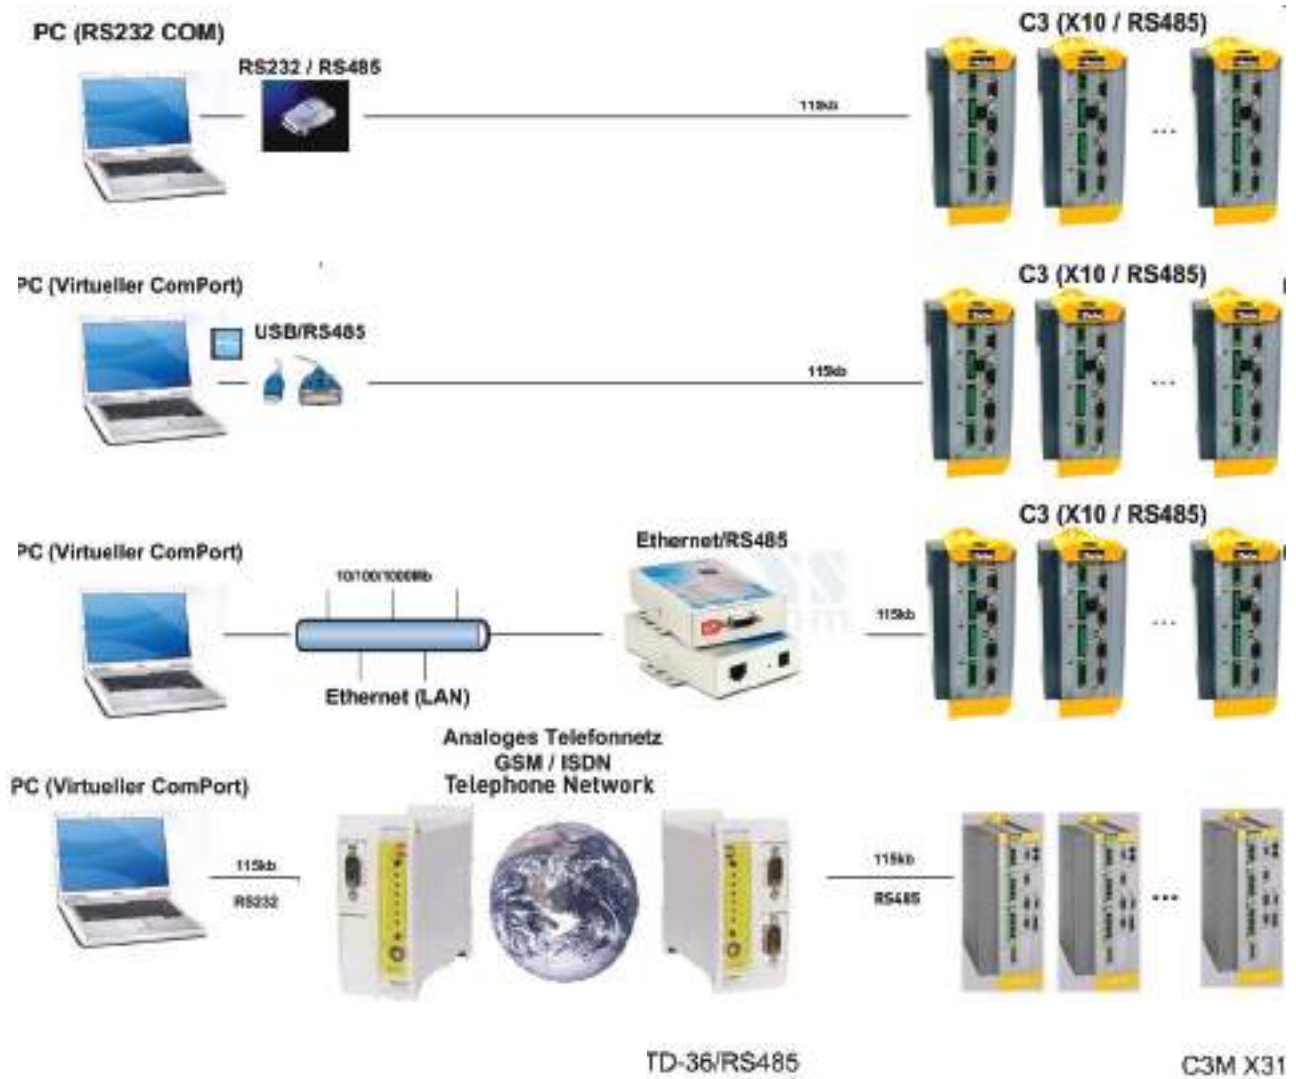 PC (RS232 COM)
C3 (X10 / RS485)
RS232 / RS485
115kb
...
PC (Virtueller ComPort)
C3 (X10 / RS485)
USB/RS485
115kb
...
PC (Virtueller ComPort)
C3 (X10 / RS485)
Ethernet/RS485
10/100/1000Mb
115kb
...
Ethernet (LAN)
Analoges Telefonnetz
GSM / ISDN
Telephone Network
PC (Virtueller ComPort)
115kb
RS232
115kb
RS485
...
TD-36/RS485
C3M X31